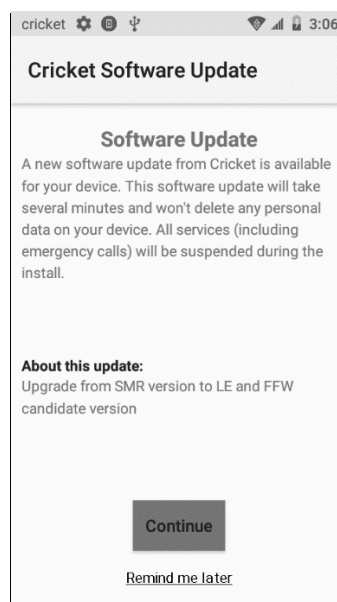 cricket 3:06
Cricket Software Update
Software Update
A new software update from Cricket is available
for your device. This software update will take
several minutes and won't delete any personal
data on your device. All services (including
emergency calls) will be suspended during the
install.
About this update:
Upgrade from SMR version to LE and FFW
candidate version
Continue
Remind me later